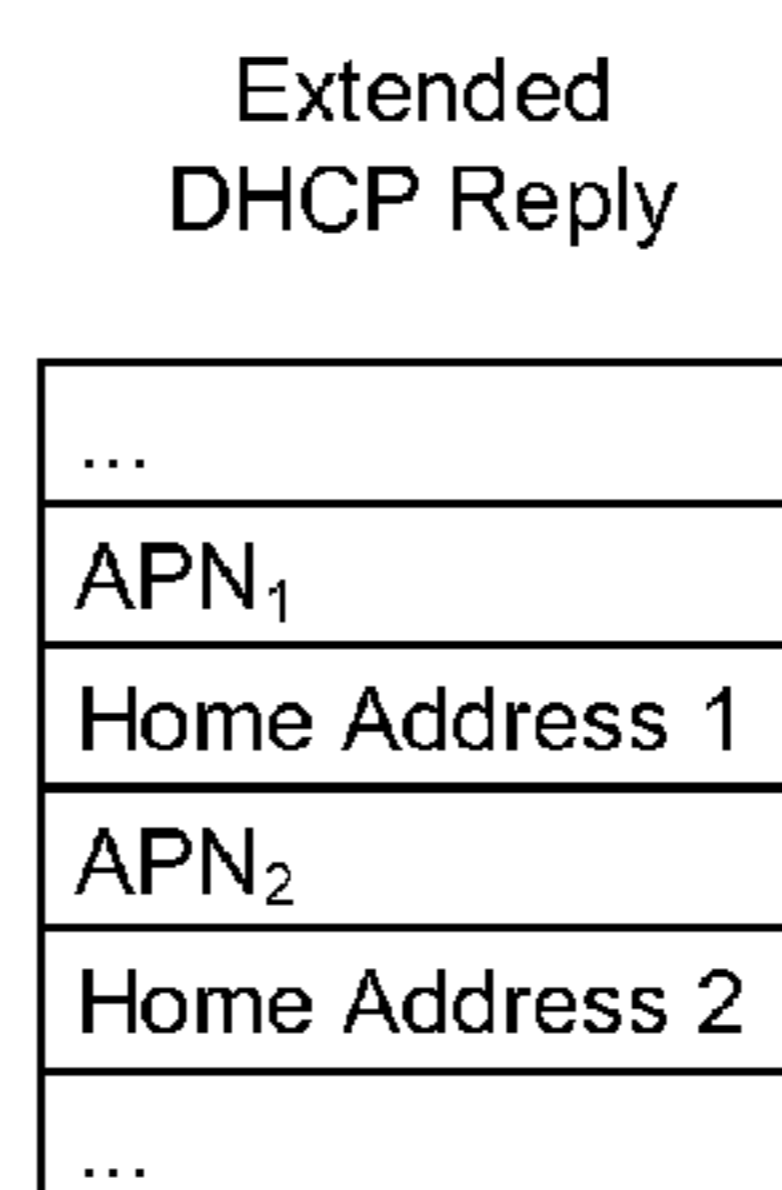 Extended
DHCP Reply
...
APN₁
Home Address 1
APN₂
Home Address 2
...